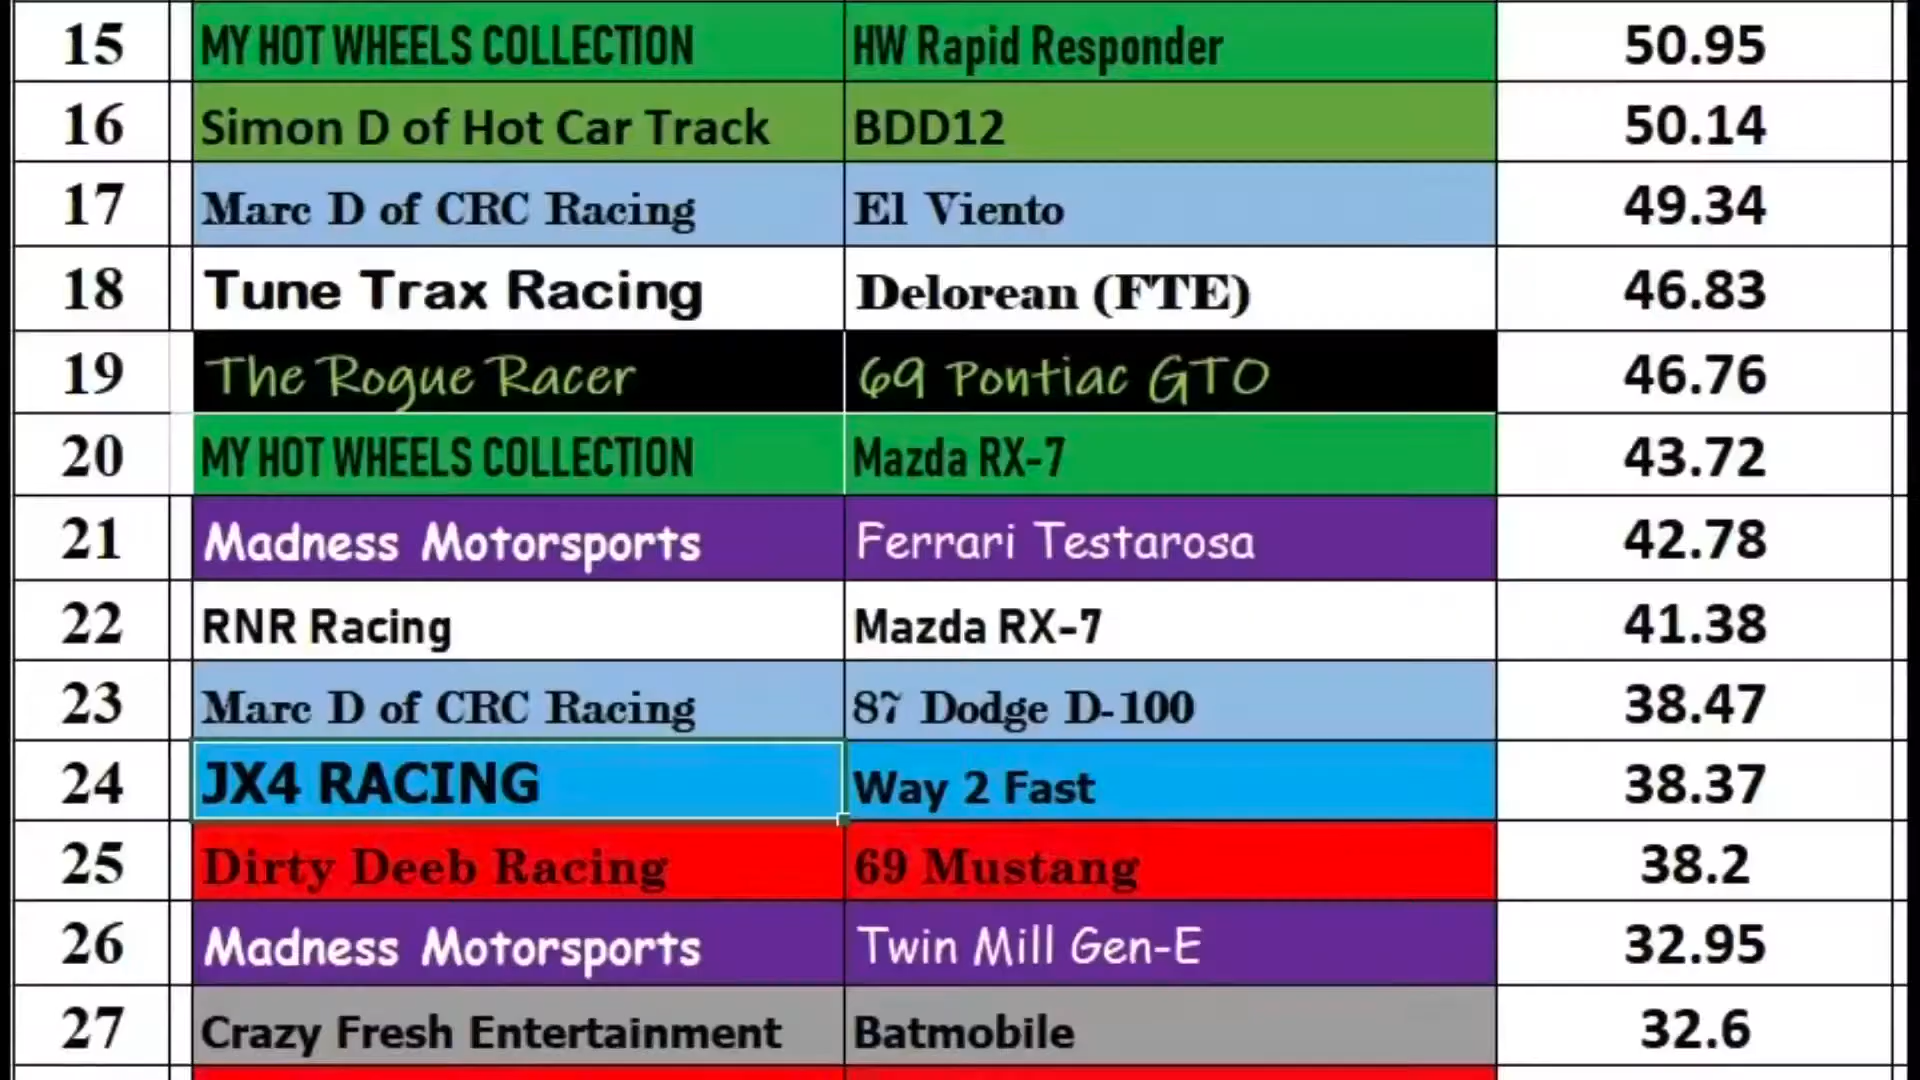 15 MY HOT WHEELS COLLECTION HW Rapid Responder 50.95
16 Simon D of Hot Car Track BDD12 50.14
17 Marc D of CRC Racing El Viento 49.34
18 Tune Trax Racing Delorean (FTE) 46.83
19 The Rogue Racer 69 Pontiac GTO 46.76
20 MY HOT WHEELS COLLECTION Mazda RX-7 43.72
21 Madness Motorsports Ferrari Testarosa 42.78
22 RNR Racing Mazda RX-7 41.38
23 Marc D of CRC Racing 87 Dodge D-100 38.47
24 JX4 RACING Way 2 Fast 38.37
25 Dirty Deeb Racing 69 Mustang 38.2
26 Madness Motorsports Twin Mill Gen-E 32.95
27 Crazy Fresh Entertainment Batmobile 32.6